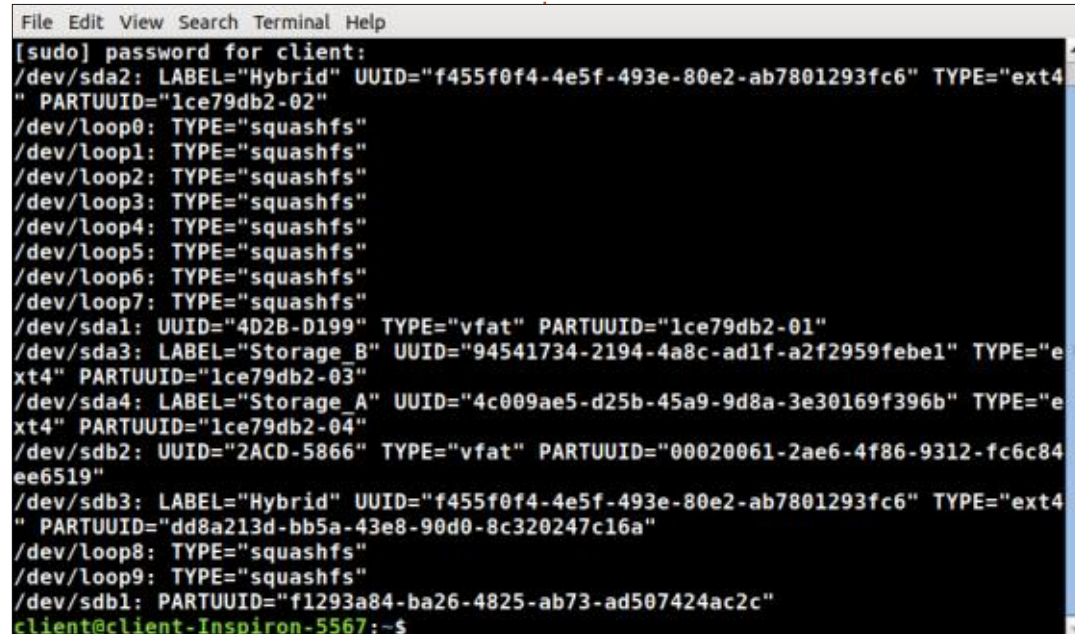 File Edit View Search Terminal Help
[sudo] password for client:
/dev/sda2: LABEL="Hybrid" UUID="f455f0f4-4e5f-493e-80e2-ab7801293fc6" TYPE="ext4
" PARTUUID="1ce79db2-02"
/dev/loop0: TYPE="squashfs"
/dev/loop1: TYPE="squashfs"
/dev/loop2: TYPE="squashfs"
/dev/loop3: TYPE="squashfs"
/dev/loop4: TYPE="squashfs"
/dev/loop5: TYPE="squashfs"
/dev/loop6: TYPE="squashfs"
/dev/loop7: TYPE="squashfs"
/dev/sda1: UUID="4D2B-D199" TYPE="vfat" PARTUUID="1ce79db2-01"
/dev/sda3: LABEL="Storage_B" UUID="94541734-2194-4a8c-ad1f-a2f2959febe1" TYPE="e
xt4" PARTUUID="1ce79db2-03"
/dev/sda4: LABEL="Storage_A" UUID="4c009ae5-d25b-45a9-9d8a-3e30169f396b" TYPE="e
xt4" PARTUUID="1ce79db2-04"
/dev/sdb2: UUID="2ACD-5866" TYPE="vfat" PARTUUID="00020061-2ae6-4f86-9312-fc6c84
ee6519"
/dev/sdb3: LABEL="Hybrid" UUID="f455f0f4-4e5f-493e-80e2-ab7801293fc6" TYPE="ext4
" PARTUUID="dd8a213d-bb5a-43e8-90d0-8c320247c16a"
/dev/loop8: TYPE="squashfs"
/dev/loop9: TYPE="squashfs"
/dev/sdb1: PARTUUID="f1293a84-ba26-4825-ab73-ad507424ac2c"
client@client-Inspiron-5567:~$